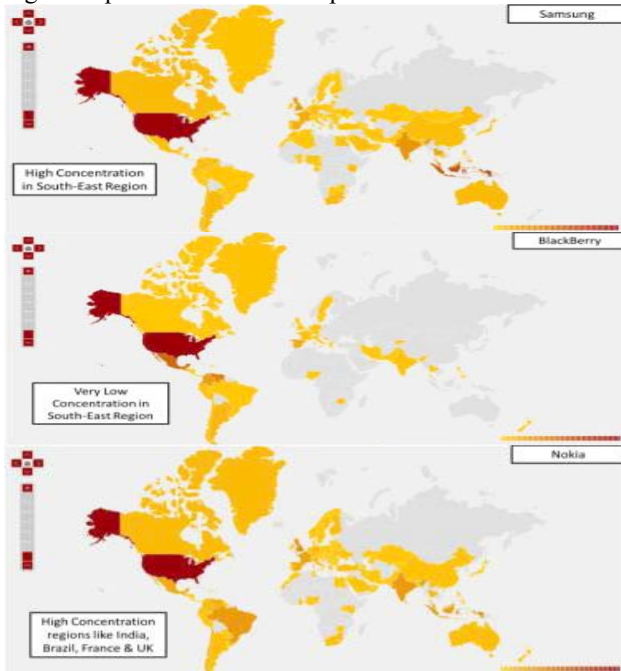 Samsung
High Concentration
in South-East Region
BlackBerry
Very Low
Concentration in
South-East Region
Nokia
High Concentration
regions like India,
Brazil, France & UK